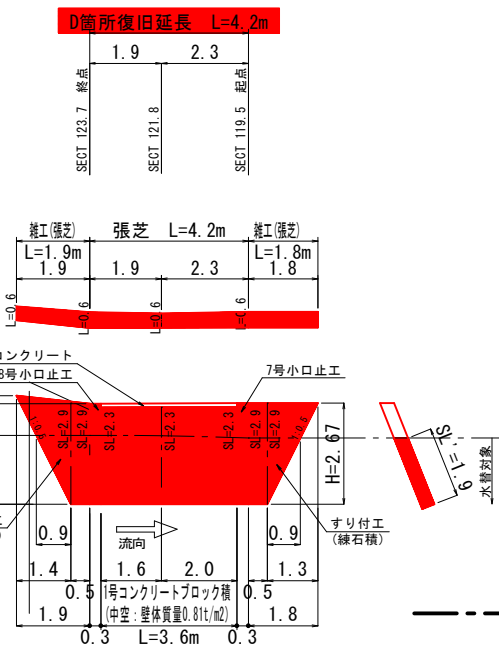 D箇所復旧延長 L=4.2m
1.9 2.3
SECT 123.7 終点
SECT 121.8
SECT 119.5 起点
雑工(張芝) 張芝 L=4.2m 雑工(張芝)
L=1.9m L=1.8m
1.9 1.9 2.3 1.8
L=0.6 L=0.6 L=0.6 L=0.6
コンクリート
8号小口止工 7号小口止工
SL=2.9 SL=2.9 SL=2.3 SL=2.3 SL=2.3 SL=2.9 SL=2.9
H=2.67
SL'=1.9
水替対象
0.9 流向 0.9 すり付工
(練石積)
1.4 1.6 2.0 1.3
0.5 1号コンクリートブロック積 0.5
1.9 (中空:壁体質量0.81t/m2) 1.8
0.3 L=3.6m 0.3